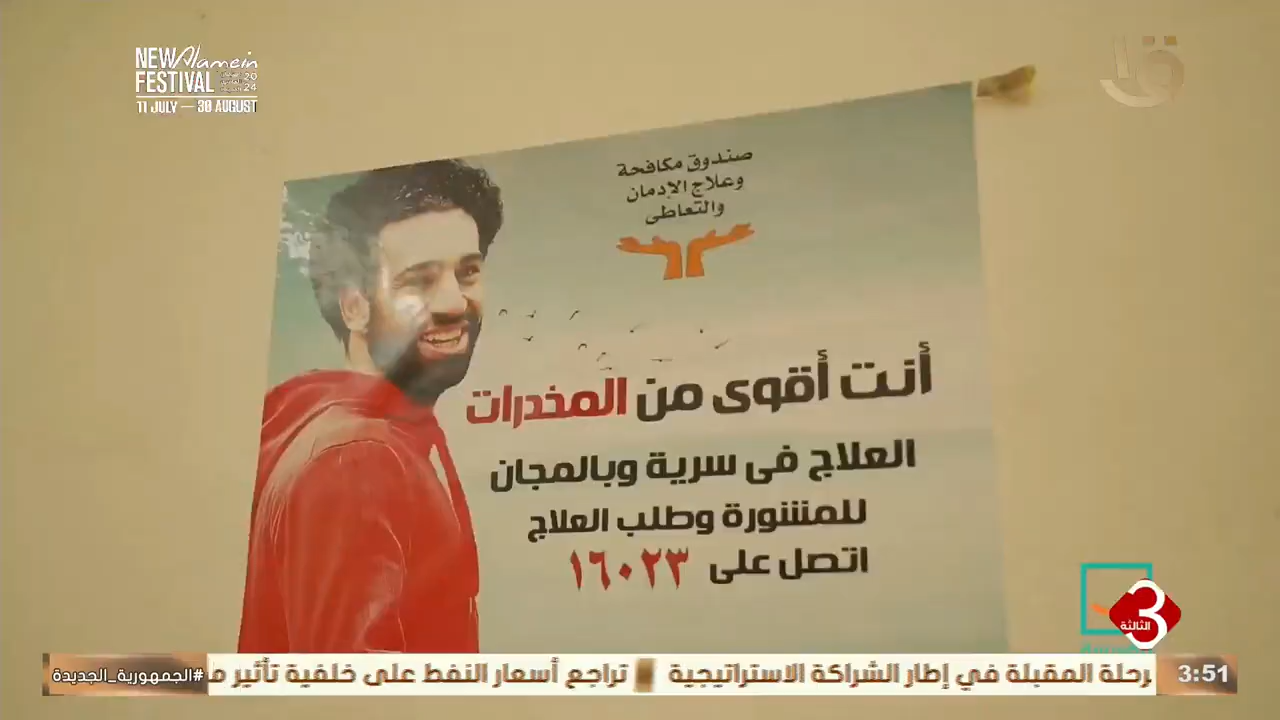 NEW Alamein
FESTIVAL 2024
11 JULY — 30 AUGUST
صندوق مكافحة
وعلاج الإدمان
والتعاطى
أنت أقوى من المخدرات
العلاج فى سرية وبالمجان
للمشورة وطلب العلاج
اتصل على ١٦٠٢٣
3
الثالثة
رحلة المقبلة في إطار الشراكة الاستراتيجية تراجع أسعار النفط على خلفية تأثير
#الجمهورية_الجديدة
3:51